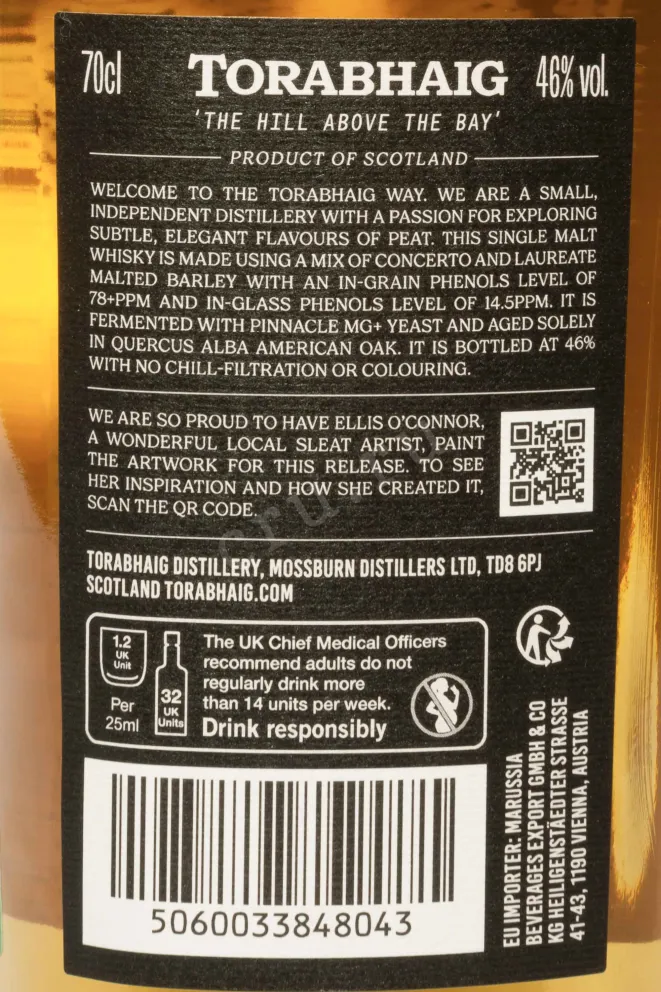 70cl TORABHAIG 46% vol.
'THE HILL ABOVE THE BAY'
PRODUCT OF SCOTLAND
WELCOME TO THE TORABHAIG WAY. WE ARE A SMALL,
INDEPENDENT DISTILLERY WITH A PASSION FOR EXPLORING
SUBTLE, ELEGANT FLAVOURS OF PEAT. THIS SINGLE MALT
WHISKY IS MADE USING A MIX OF CONCERTO AND LAUREATE
MALTED BARLEY WITH AN IN-GRAIN PHENOLS LEVEL OF
78+PPM AND IN-GLASS PHENOLS LEVEL OF 14.5PPM. IT IS
FERMENTED WITH PINNACLE MG+ YEAST AND AGED SOLELY
IN QUERCUS ALBA AMERICAN OAK. IT IS BOTTLED AT 46%
WITH NO CHILL-FILTRATION OR COLOURING.
WE ARE SO PROUD TO HAVE ELLIS O'CONNOR,
A WONDERFUL LOCAL SLEAT ARTIST, PAINT
THE ARTWORK FOR THIS RELEASE. TO SEE
HER INSPIRATION AND HOW SHE CREATED IT,
SCAN THE QR CODE.
TORABHAIG DISTILLERY, MOSSBURN DISTILLERS LTD, TD8 6PJ
SCOTLAND TORABHAIG.COM
1.2
UK
Unit
Per
25ml
32
UK
Units
The UK Chief Medical Officers
recommend adults do not
regularly drink more
than 14 units per week.
Drink responsibly
5060033848043
EU IMPORTER: MARUSSIA
BEVERAGES EXPORT GMBH & CO
KG HEILIGENSTÄEDTER STRASSE
41-43, 1190 VIENNA, AUSTRIA